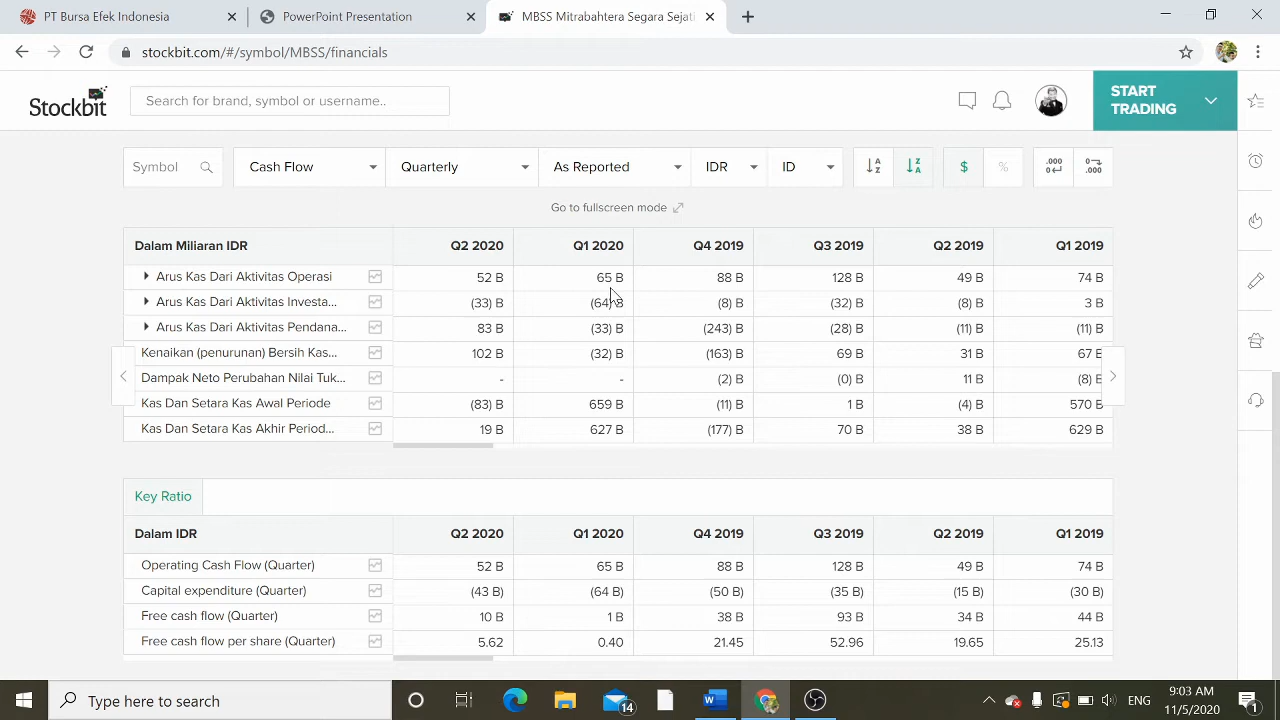 PT Bursa Efek Indonesia
PowerPoint Presentation
MBSS Mitrabahtera Segara Sejati
stockbit.com/#/symbol/MBSS/financials
Stockbit
Search for brand, symbol or username..
START
TRADING
Symbol
Cash Flow
Quarterly
As Reported
IDR
ID
A
Z
Z
A
$
%
.000
0
0
.000
Go to fullscreen mode
Dalam Miliaran IDR Q2 2020 Q1 2020 Q4 2019 Q3 2019 Q2 2019 Q1 2019
Arus Kas Dari Aktivitas Operasi 52 B 65 B 88 B 128 B 49 B 74 B
Arus Kas Dari Aktivitas Investa... (33) B (64) B (8) B (32) B (8) B 3 B
Arus Kas Dari Aktivitas Pendana... 83 B (33) B (243) B (28) B (11) B (11) B
Kenaikan (penurunan) Bersih Kas... 102 B (32) B (163) B 69 B 31 B 67 B
Dampak Neto Perubahan Nilai Tuk... - - (2) B (0) B 11 B (8) B
Kas Dan Setara Kas Awal Periode (83) B 659 B (11) B 1 B (4) B 570 B
Kas Dan Setara Kas Akhir Period... 19 B 627 B (177) B 70 B 38 B 629 B
Key Ratio
Dalam IDR Q2 2020 Q1 2020 Q4 2019 Q3 2019 Q2 2019 Q1 2019
Operating Cash Flow (Quarter) 52 B 65 B 88 B 128 B 49 B 74 B
Capital expenditure (Quarter) (43 B) (64 B) (50 B) (35 B) (15 B) (30 B)
Free cash flow (Quarter) 10 B 1 B 38 B 93 B 34 B 44 B
Free cash flow per share (Quarter) 5.62 0.40 21.45 52.96 19.65 25.13
Type here to search
14
ENG
9:03 AM
11/5/2020
1